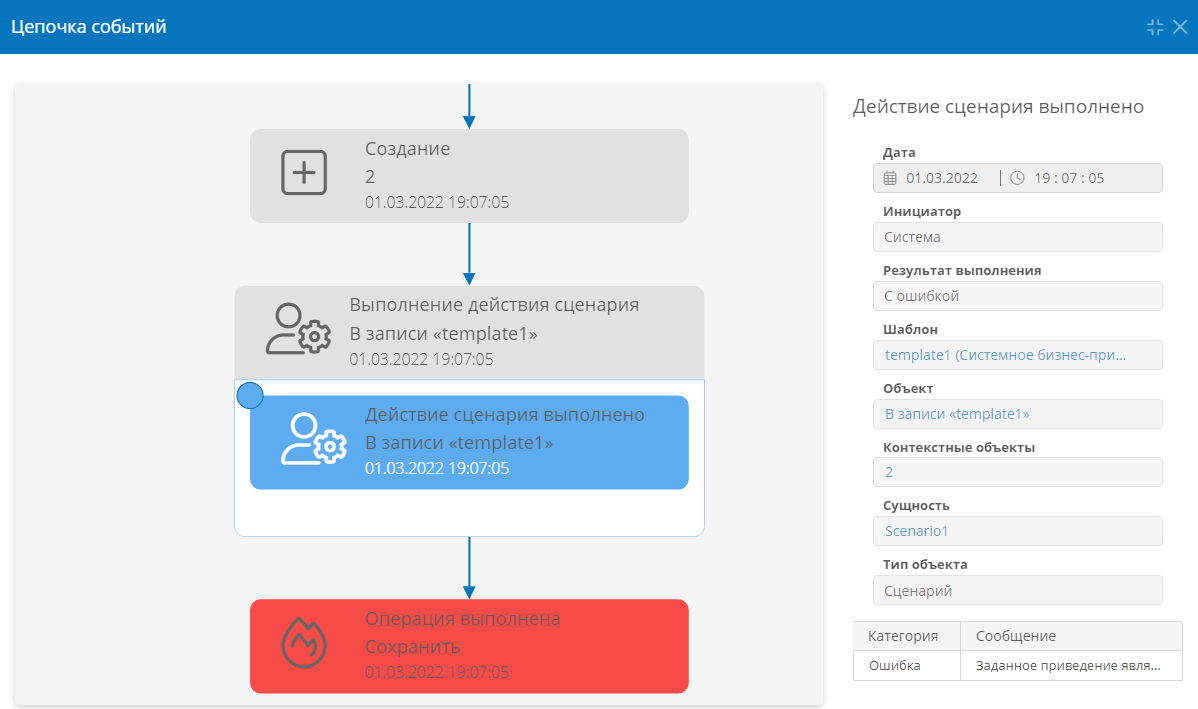 Цепочка событий
Создание
2
01.03.2022 19:07:05
Выполнение действия сценария
В записи «template1»
01.03.2022 19:07:05
Действие сценария выполнено
В записи «template1»
01.03.2022 19:07:05
Операция выполнена
Сохранить
01.03.2022 19:07:05
Действие сценария выполнено
Дата
01.03.2022 19 : 07 : 05
Инициатор
Система
Результат выполнения
С ошибкой
Шаблон
template1 (Системное бизнес-при...
Объект
В записи «template1»
Контекстные объекты
2
Сущность
Scenario1
Тип объекта
Сценарий
Категория Сообщение
Ошибка Заданное приведение явля...